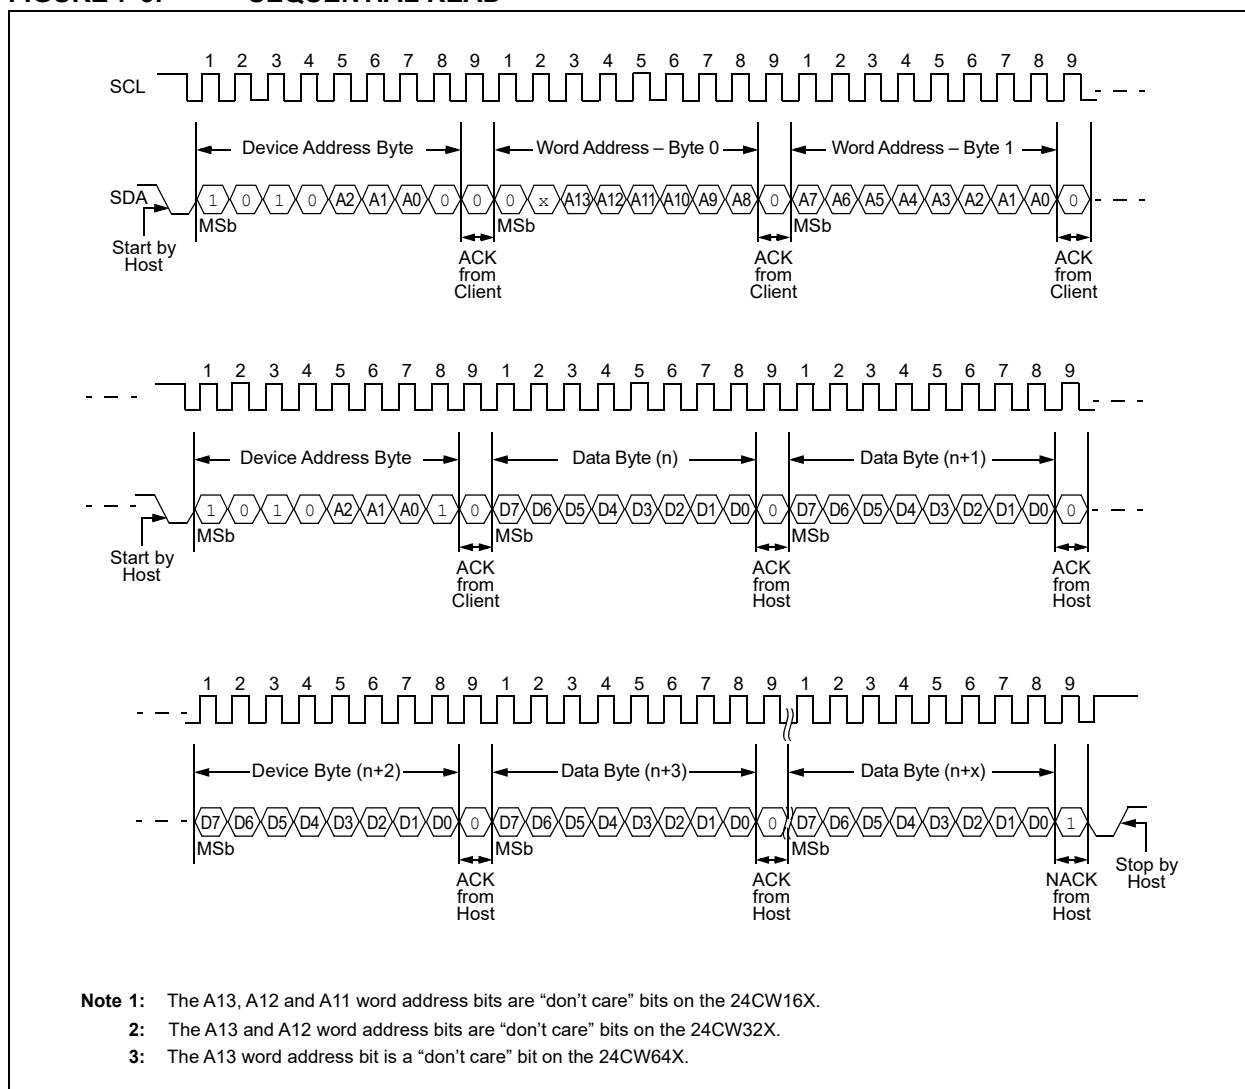 FIGURE 7-3: SEQUENTIAL READ
1 2 3 4 5 6 7 8 9 1 2 3 4 5 6 7 8 9 1 2 3 4 5 6 7 8 9
SCL
Device Address Byte Word Address – Byte 0 Word Address – Byte 1
SDA 1 0 1 0 A2 A1 A0 0 0 0 x A13 A12 A11 A10 A9 A8 0 A7 A6 A5 A4 A3 A2 A1 A0 0
MSb MSb MSb
Start by
Host
ACK
from
Client
ACK
from
Client
ACK
from
Client
1 2 3 4 5 6 7 8 9 1 2 3 4 5 6 7 8 9 1 2 3 4 5 6 7 8 9
Device Address Byte Data Byte (n) Data Byte (n+1)
1 0 1 0 A2 A1 A0 1 0 D7 D6 D5 D4 D3 D2 D1 D0 0 D7 D6 D5 D4 D3 D2 D1 D0 0
MSb MSb MSb
Start by
Host
ACK
from
Client
ACK
from
Host
ACK
from
Host
1 2 3 4 5 6 7 8 9 1 2 3 4 5 6 7 8 9 1 2 3 4 5 6 7 8 9
Device Byte (n+2) Data Byte (n+3) Data Byte (n+x)
D7 D6 D5 D4 D3 D2 D1 D0 0 D7 D6 D5 D4 D3 D2 D1 D0 0 D7 D6 D5 D4 D3 D2 D1 D0 1
MSb MSb MSb
ACK
from
Host
ACK
from
Host
NACK
from
Host
Stop by
Host
Note 1: The A13, A12 and A11 word address bits are “don’t care” bits on the 24CW16X.
2: The A13 and A12 word address bits are “don’t care” bits on the 24CW32X.
3: The A13 word address bit is a “don’t care” bit on the 24CW64X.